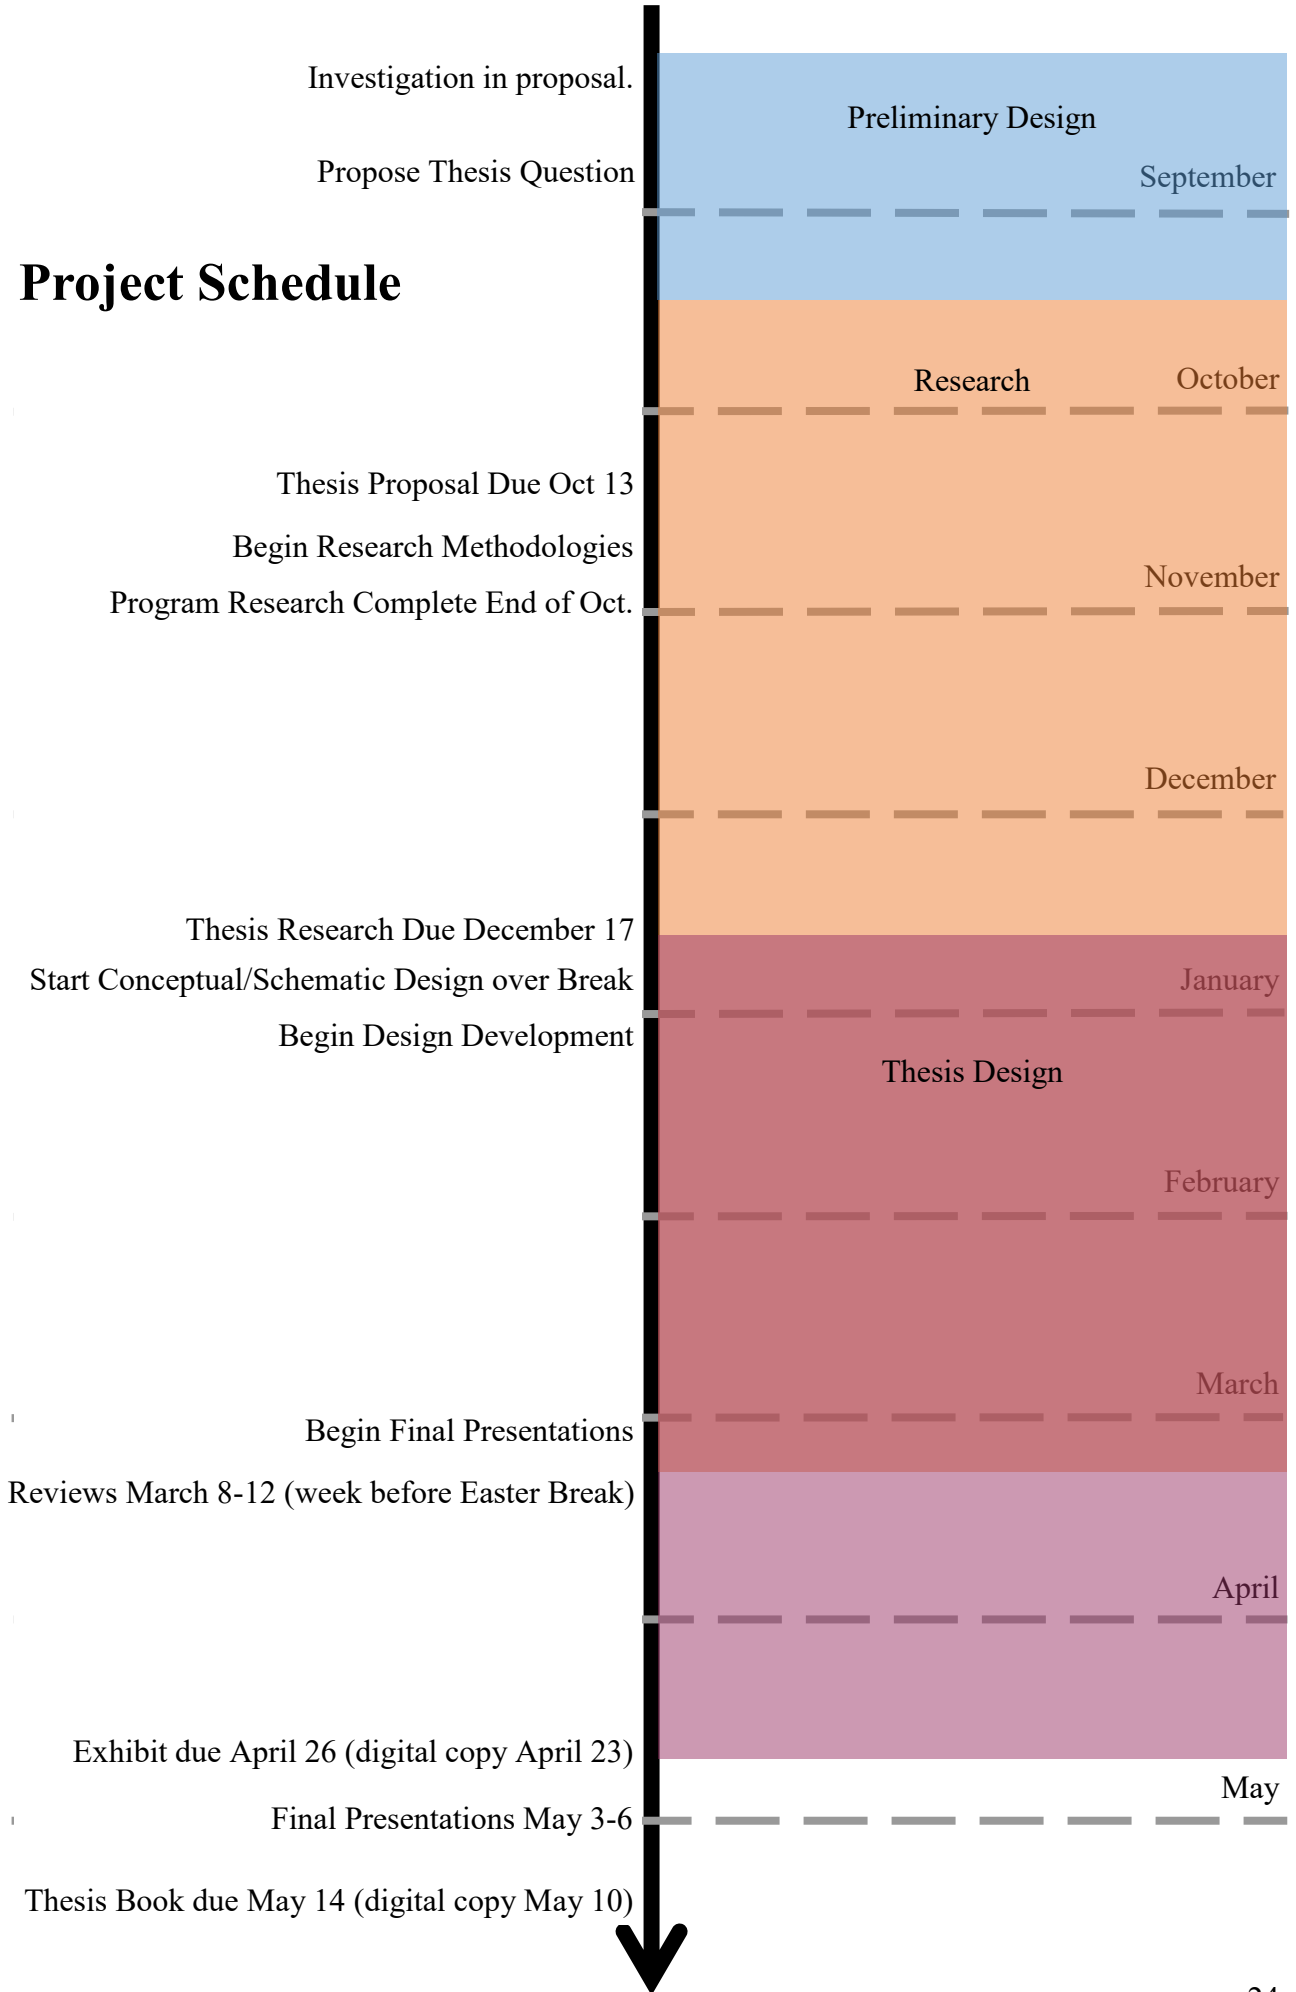 Investigation in proposal.
Preliminary Design
Propose Thesis Question
September
Project Schedule
Research
October
Thesis Proposal Due Oct 13
Begin Research Methodologies
November
Program Research Complete End of Oct.
December
Thesis Research Due December 17
Start Conceptual/Schematic Design over Break
January
Begin Design Development
Thesis Design
February
March
Begin Final Presentations
Reviews March 8-12 (week before Easter Break)
April
Exhibit due April 26 (digital copy April 23)
May
Final Presentations May 3-6
Thesis Book due May 14 (digital copy May 10)